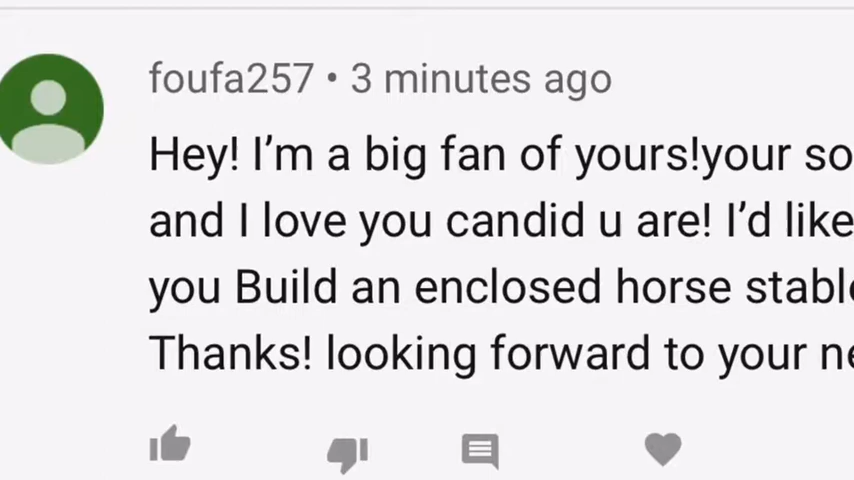 foufa257 • 3 minutes ago
Hey! I’m a big fan of yours!your so
and I love you candid u are! I’d like
you Build an enclosed horse
Thanks! looking forward to your